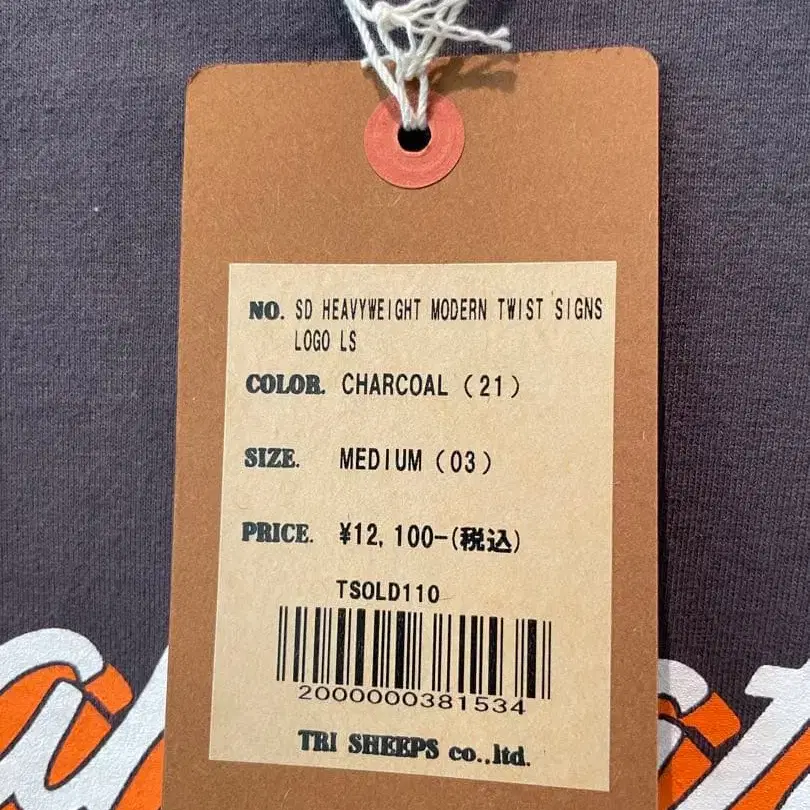 NO. SD HEAVYWEIGHT MODERN TWIST SIGNS
LOGO LS
COLOR. CHARCOAL (21)
SIZE. MEDIUM (03)
PRICE. ¥12,100-(税込)
TSOLD110
2000000381534
TRI SHEEPS co.,ltd.